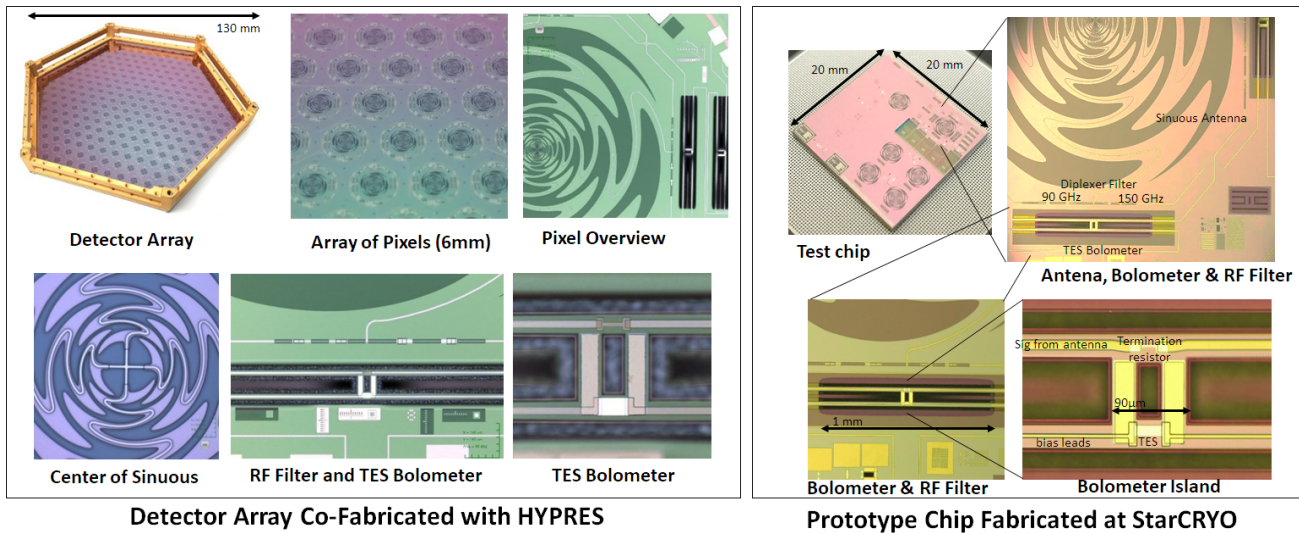 130 mm
Detector Array
Array of Pixels (6mm)
Pixel Overview
Center of Sinuous
RF Filter and TES Bolometer
TES Bolometer
Detector Array Co-Fabricated with HYPRES
20 mm
20 mm
Test chip
Sinuous Antenna
Diplexer Filter
90 GHz
150 GHz
TES Bolometer
Antena, Bolometer & RF Filter
1 mm
Bolometer & RF Filter
Sig from antenna
Termination
resistor
90μm
bias leads
TES
Bolometer Island
Prototype Chip Fabricated at StarCRYO